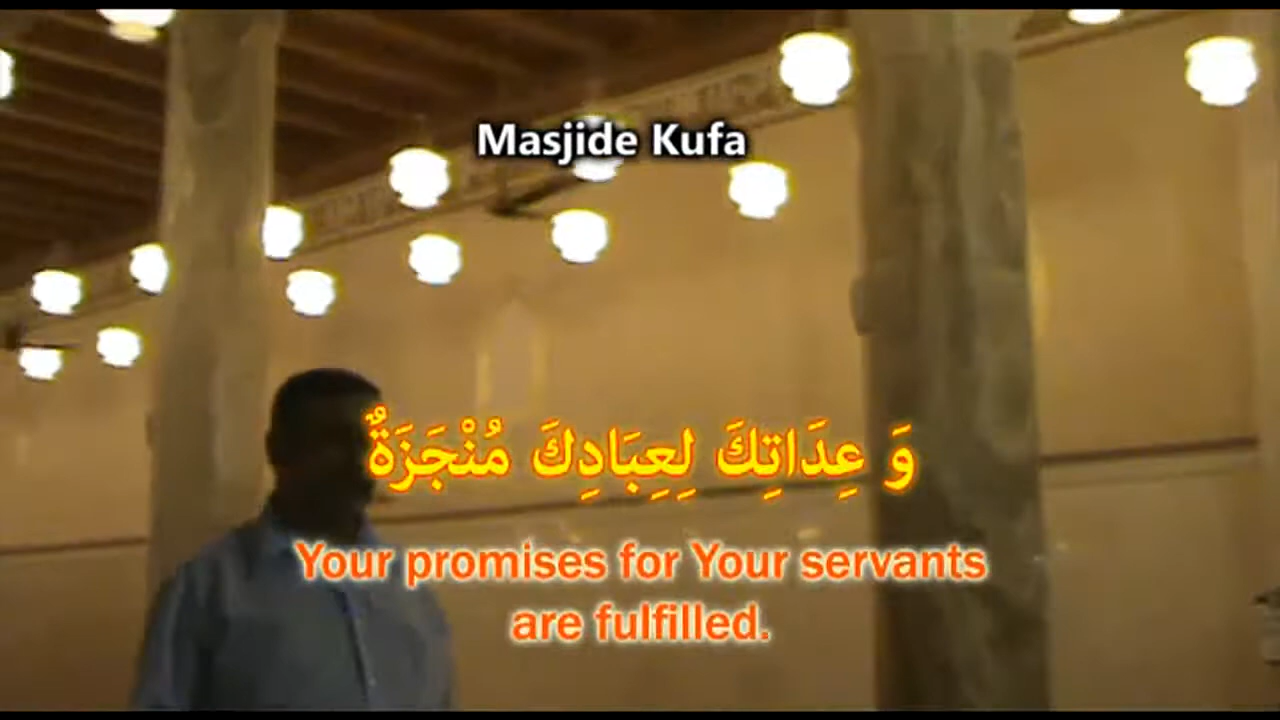 Masjide Kufa
وَ عِدَاتِكَ لِعِبَادِكَ مُنْجَزَةٌ
Your promises for Your servants
are fulfilled.